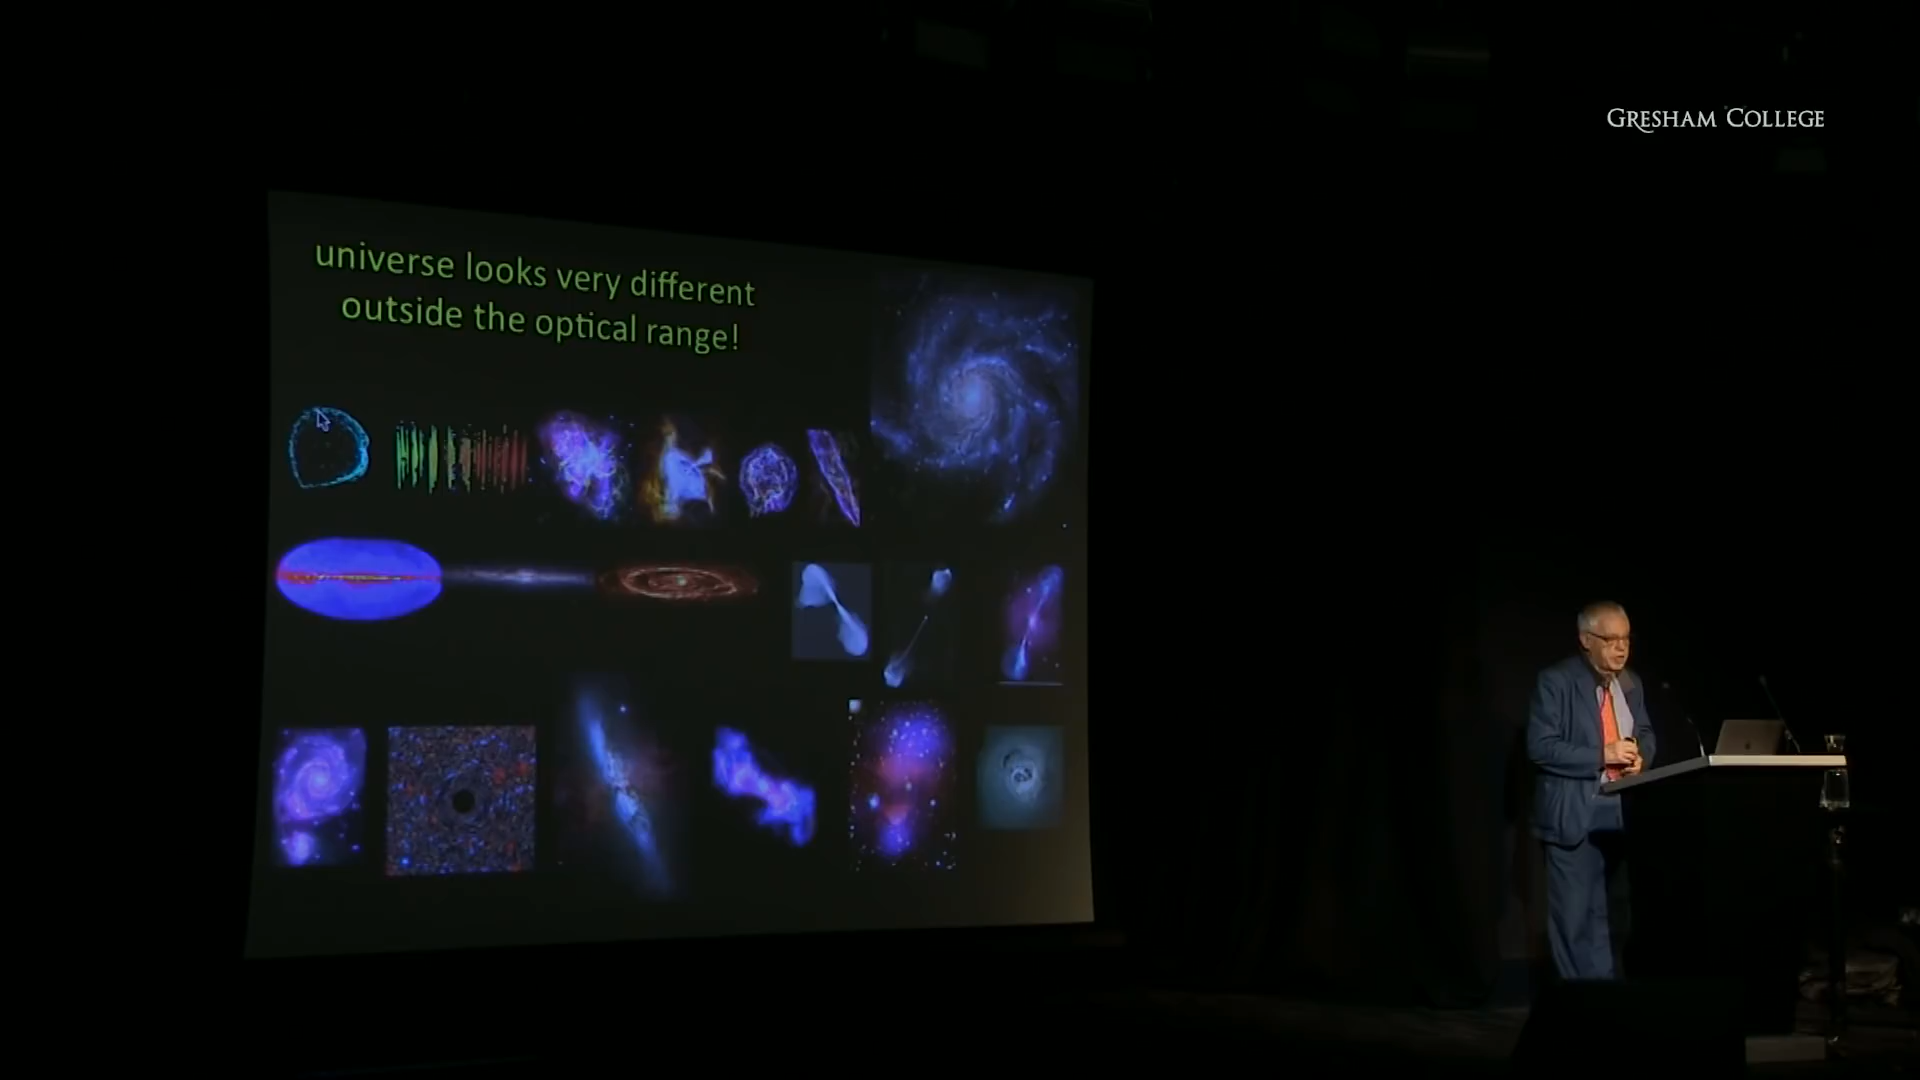 GRESHAM COLLEGE
universe looks very different
outside the optical range!